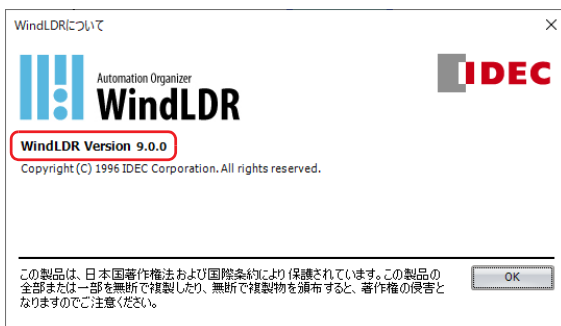 WindLDRについて
Automation Organizer
WindLDR
IDEC
WindLDR Version 9.0.0
Copyright (C) 1996 IDEC Corporation. All rights reserved.
この製品は、日本国著作権法および国際条約により保護されています。この製品の
全部または一部を無断で複製したり、無断で複製物を頒布すると、著作権の侵害と
なりますのでご注意ください。
OK